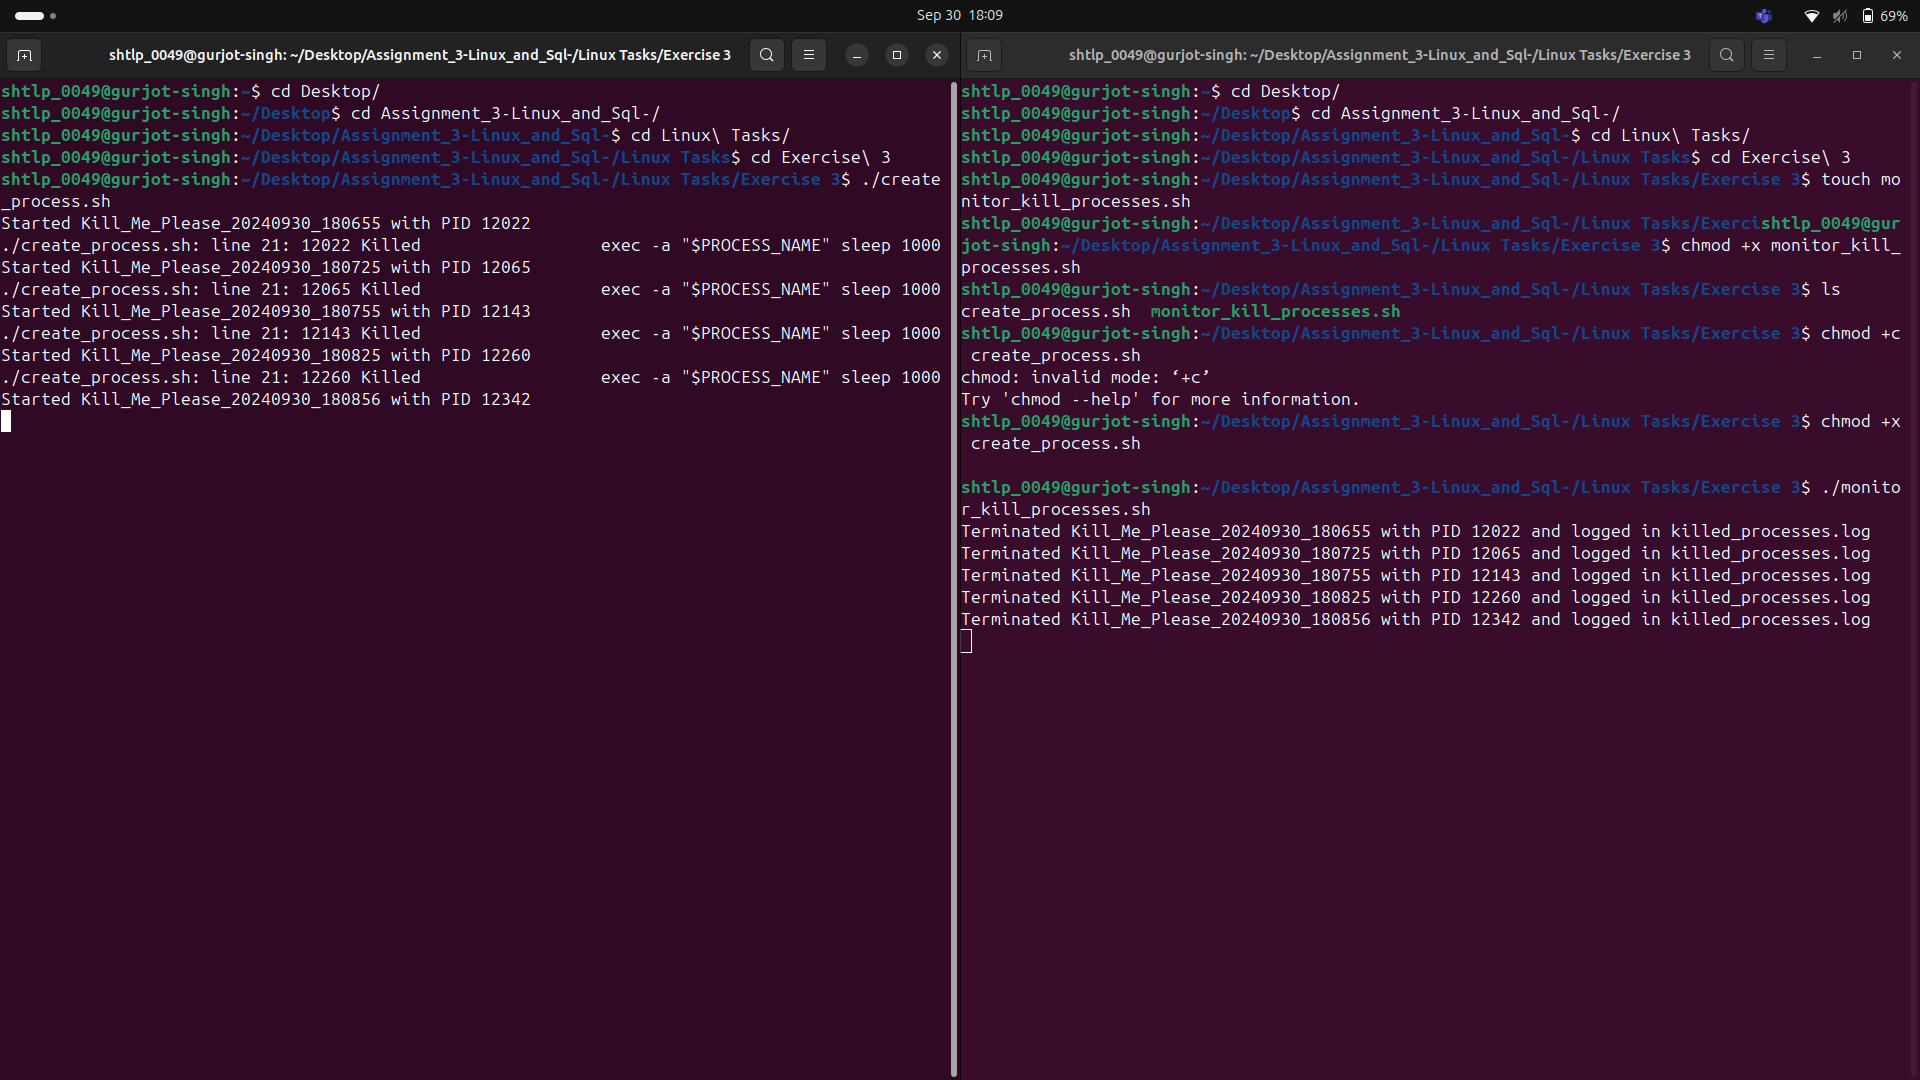 Sep 30 18:09
69%
shtlp_0049@gurjot-singh: ~/Desktop/Assignment_3-Linux_and_Sql-/Linux Tasks/Exercise 3
shtlp_0049@gurjot-singh:~$ cd Desktop/
shtlp_0049@gurjot-singh:~/Desktop$ cd Assignment_3-Linux_and_Sql-/
shtlp_0049@gurjot-singh:~/Desktop/Assignment_3-Linux_and_Sql-$ cd Linux\ Tasks/
shtlp_0049@gurjot-singh:~/Desktop/Assignment_3-Linux_and_Sql-/Linux Tasks$ cd Exercise\ 3
shtlp_0049@gurjot-singh:~/Desktop/Assignment_3-Linux_and_Sql-/Linux Tasks/Exercise 3$ ./create
_process.sh
Started Kill_Me_Please_20240930_180655 with PID 12022
./create_process.sh: line 21: 12022 Killed                  exec -a "$PROCESS_NAME" sleep 1000
Started Kill_Me_Please_20240930_180725 with PID 12065
./create_process.sh: line 21: 12065 Killed                  exec -a "$PROCESS_NAME" sleep 1000
Started Kill_Me_Please_20240930_180755 with PID 12143
./create_process.sh: line 21: 12143 Killed                  exec -a "$PROCESS_NAME" sleep 1000
Started Kill_Me_Please_20240930_180825 with PID 12260
./create_process.sh: line 21: 12260 Killed                  exec -a "$PROCESS_NAME" sleep 1000
Started Kill_Me_Please_20240930_180856 with PID 12342
shtlp_0049@gurjot-singh: ~/Desktop/Assignment_3-Linux_and_Sql-/Linux Tasks/Exercise 3
shtlp_0049@gurjot-singh:~$ cd Desktop/
shtlp_0049@gurjot-singh:~/Desktop$ cd Assignment_3-Linux_and_Sql-/
shtlp_0049@gurjot-singh:~/Desktop/Assignment_3-Linux_and_Sql-$ cd Linux\ Tasks/
shtlp_0049@gurjot-singh:~/Desktop/Assignment_3-Linux_and_Sql-/Linux Tasks$ cd Exercise\ 3
shtlp_0049@gurjot-singh:~/Desktop/Assignment_3-Linux_and_Sql-/Linux Tasks/Exercise 3$ touch mo
nitor_kill_processes.sh
shtlp_0049@gurjot-singh:~/Desktop/Assignment_3-Linux_and_Sql-/Linux Tasks/Exercishtlp_0049@gur
jot-singh:~/Desktop/Assignment_3-Linux_and_Sql-/Linux Tasks/Exercise 3$ chmod +x monitor_kill_
processes.sh
shtlp_0049@gurjot-singh:~/Desktop/Assignment_3-Linux_and_Sql-/Linux Tasks/Exercise 3$ ls
create_process.sh  monitor_kill_processes.sh
shtlp_0049@gurjot-singh:~/Desktop/Assignment_3-Linux_and_Sql-/Linux Tasks/Exercise 3$ chmod +c
 create_process.sh
chmod: invalid mode: ‘+c’
Try 'chmod --help' for more information.
shtlp_0049@gurjot-singh:~/Desktop/Assignment_3-Linux_and_Sql-/Linux Tasks/Exercise 3$ chmod +x
 create_process.sh
shtlp_0049@gurjot-singh:~/Desktop/Assignment_3-Linux_and_Sql-/Linux Tasks/Exercise 3$ ./monito
r_kill_processes.sh
Terminated Kill_Me_Please_20240930_180655 with PID 12022 and logged in killed_processes.log
Terminated Kill_Me_Please_20240930_180725 with PID 12065 and logged in killed_processes.log
Terminated Kill_Me_Please_20240930_180755 with PID 12143 and logged in killed_processes.log
Terminated Kill_Me_Please_20240930_180825 with PID 12260 and logged in killed_processes.log
Terminated Kill_Me_Please_20240930_180856 with PID 12342 and logged in killed_processes.log